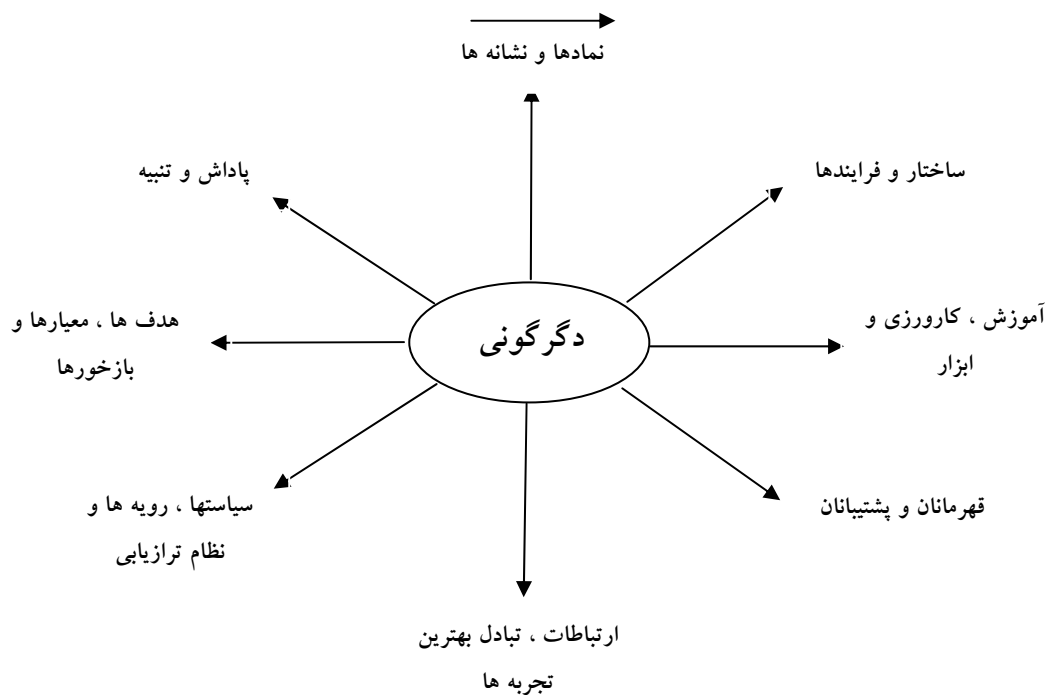 نمادها و نشانه ها
ساختار و فرایندها
پاداش و تنبیه
آموزش ، کارورزی و
ابزار
دگرگونی
هدف ها ، معیارها و
بازخورها
قهرمانان و پشتیبانان
سیاستها ، رویه ها و
نظام ترازیابی
ارتباطات ، تبادل بهترین
تجربه ها